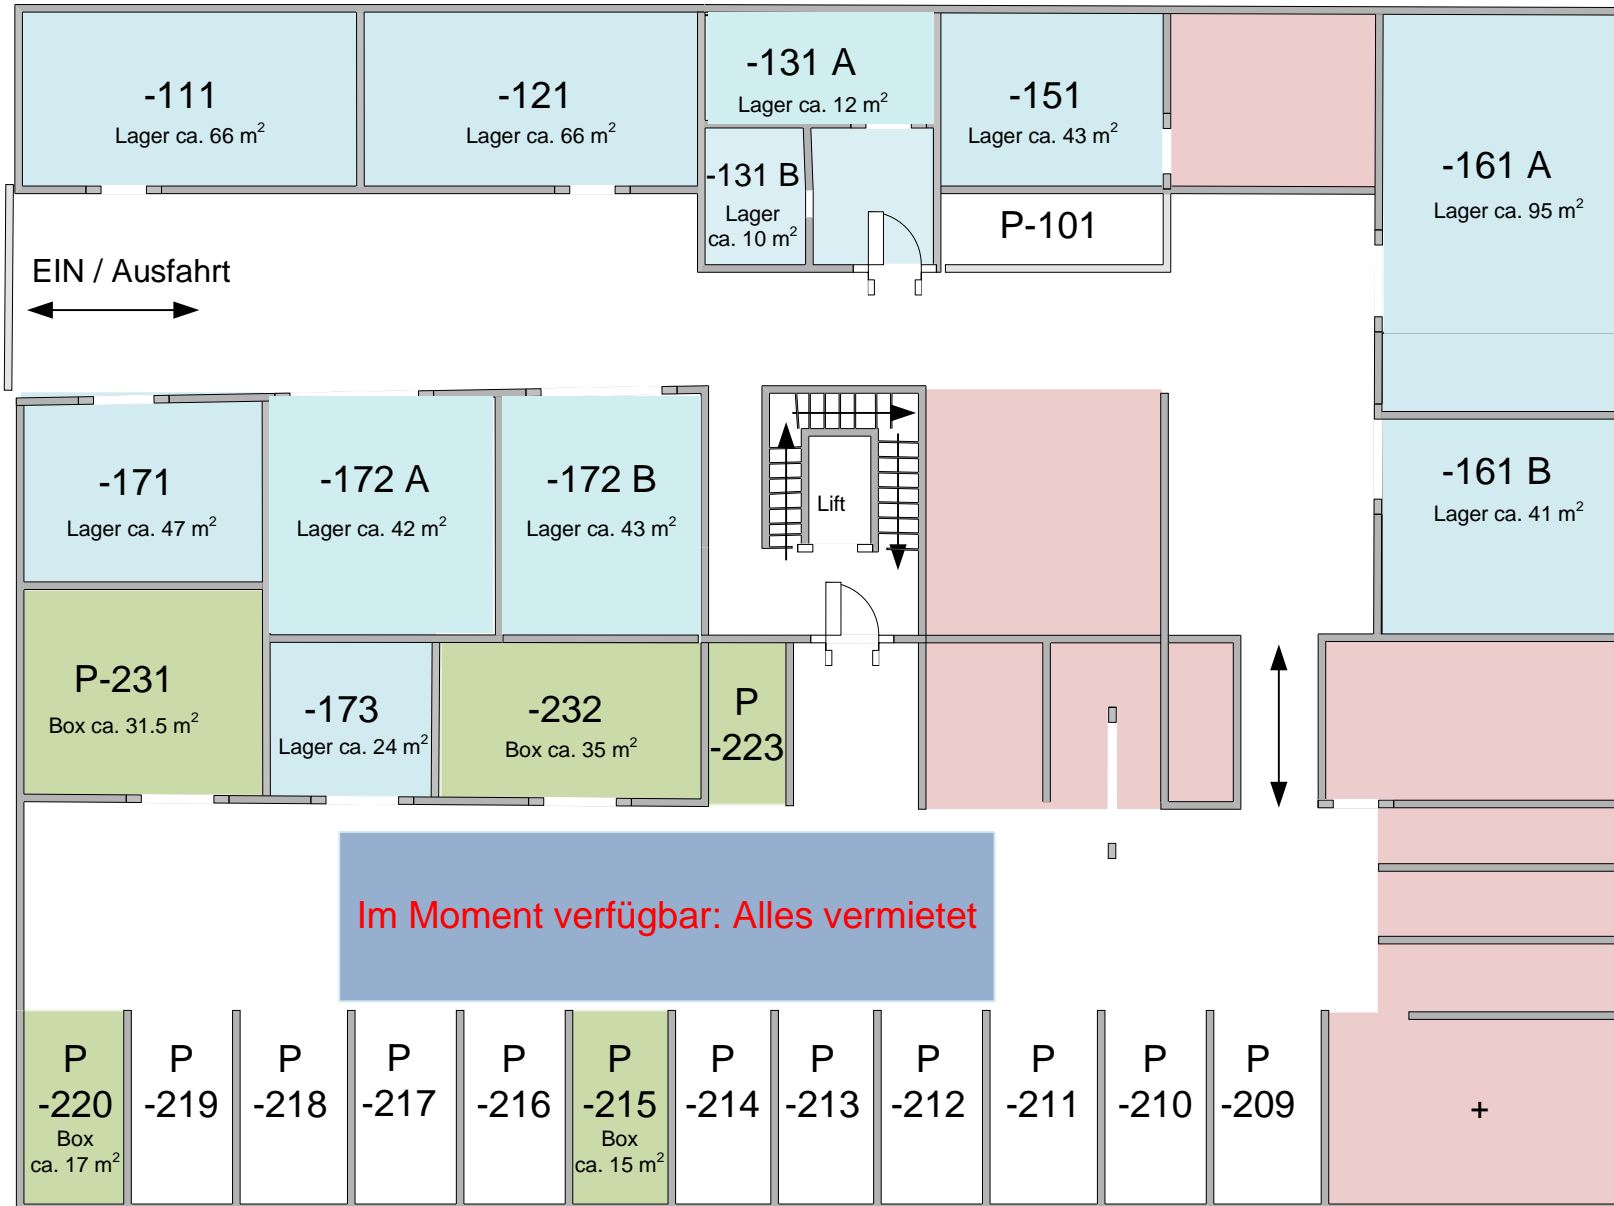 -111
Lager ca. 66 m²
-121
Lager ca. 66 m²
-131 A
Lager ca. 12 m²
-151
Lager ca. 43 m²
-161 A
Lager ca. 95 m²
-131 B
Lager
ca. 10 m²
P-101
EIN / Ausfahrt
-171
Lager ca. 47 m²
-172 A
Lager ca. 42 m²
-172 B
Lager ca. 43 m²
Lift
-161 B
Lager ca. 41 m²
P-231
Box ca. 31.5 m²
-173
Lager ca. 24 m²
-232
Box ca. 35 m²
P
-223
Im Moment verfügbar: Alles vermietet
P
-220
Box
ca. 17 m²
P
-219
P
-218
P
-217
P
-216
P
-215
Box
ca. 15 m²
P
-214
P
-213
P
-212
P
-211
P
-210
P
-209
+